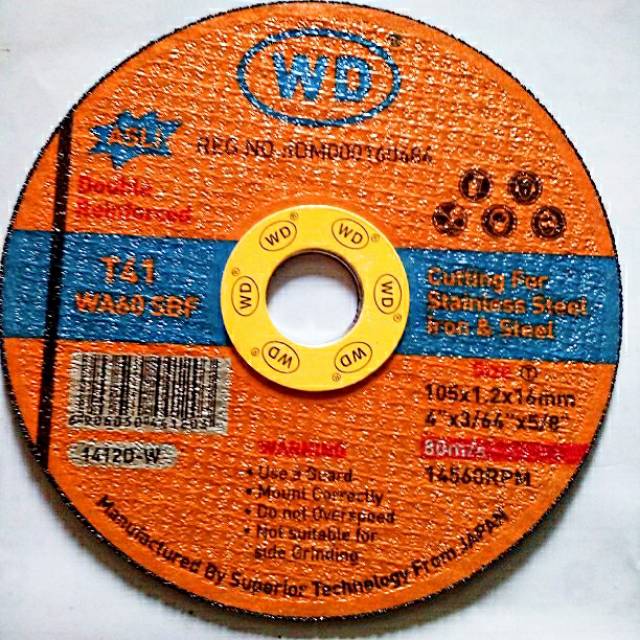 WD
®
ASLI
REG.NO.IDM000160686
Double
Reinforced
T41
WA60 SBF
WD ®
WD ®
WD ®
WD ®
WD ®
WD ®
Cutting For
Stainless Steel
Iron & Steel
Size
105x1.2x16mm
4"x3/64"x5/8"
80m/s
14560RPM
14120-W
WARNING
• Use a Guard
• Mount Correctly
• Do not Overspeed
• Not suitable for
side Grinding
Manufactured By Superior Technology From JAPAN